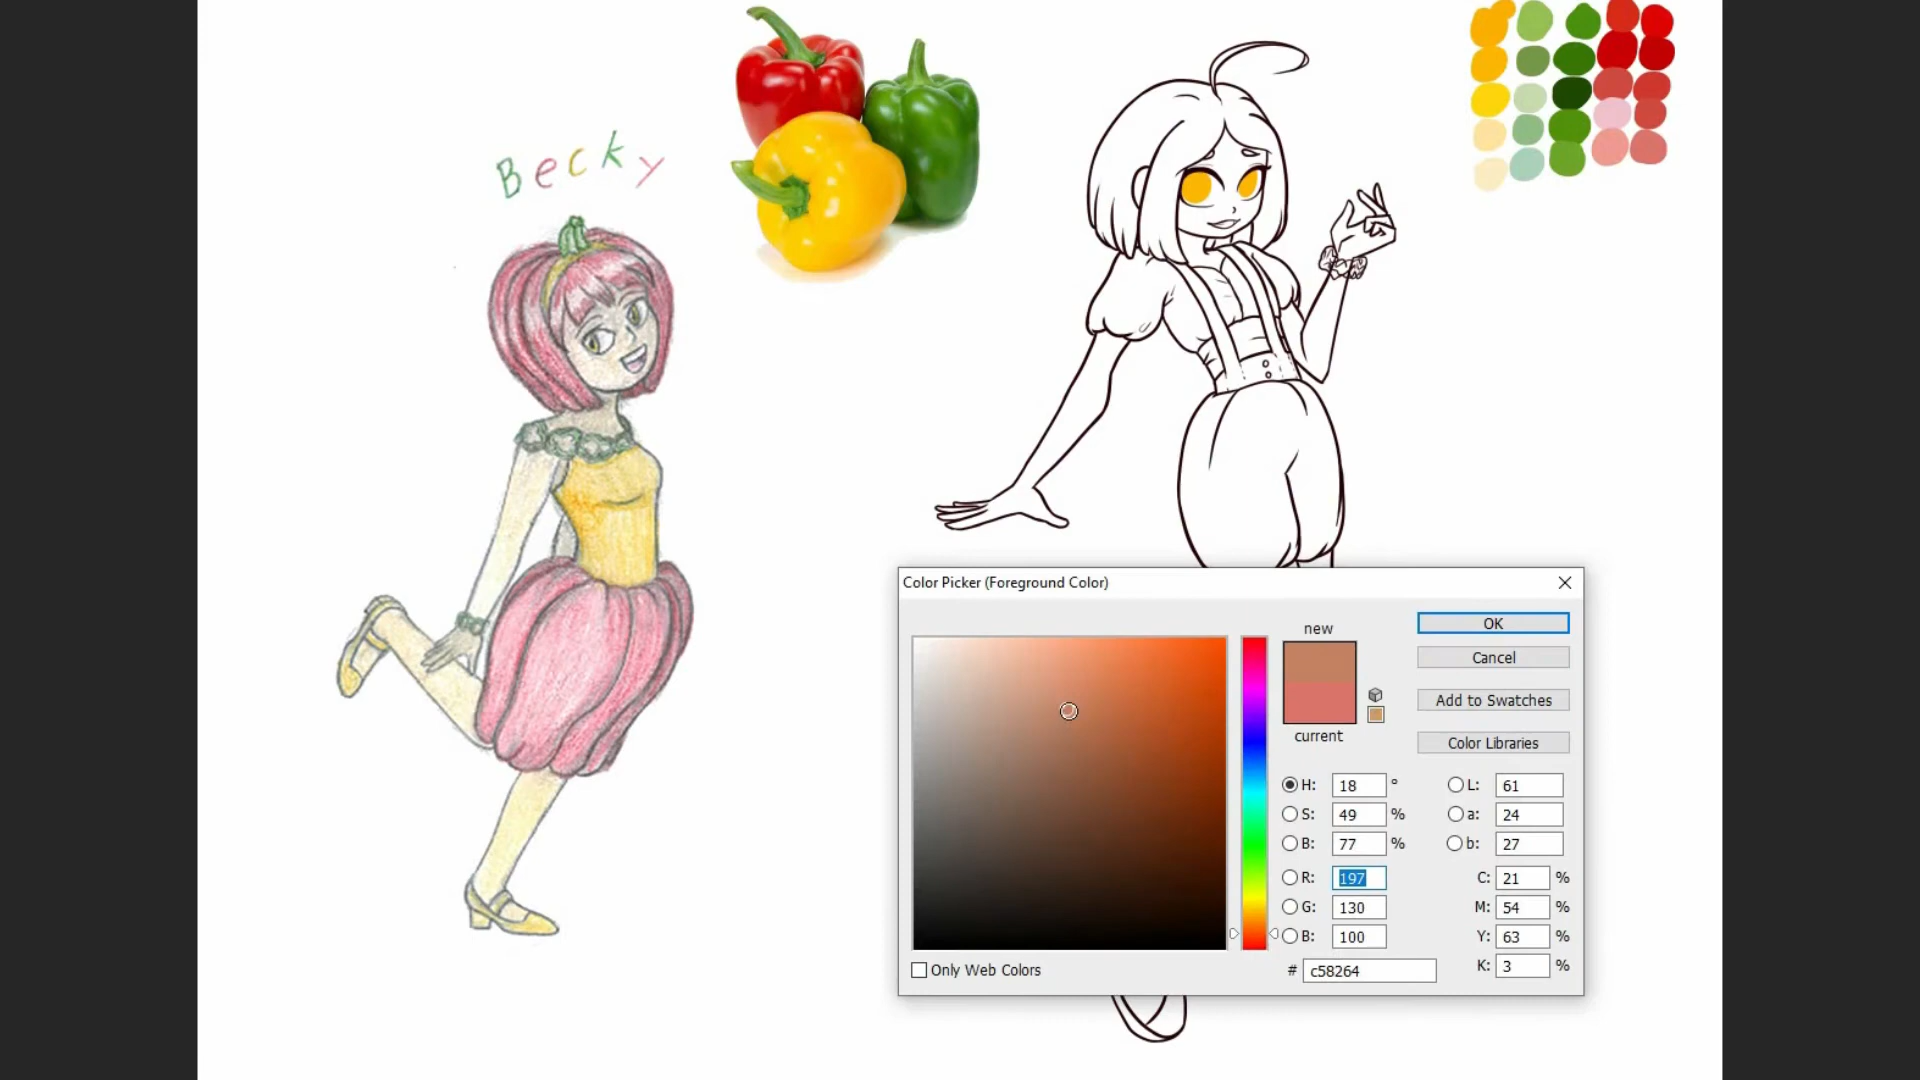 Becky
Color Picker (Foreground Color)
new
current
OK
Cancel
Add to Swatches
Color Libraries
H: 18 °
S: 49 %
B: 77 %
R: 197
G: 130
B: 100
# c58264
L: 61
a: 24
b: 27
C: 21 %
M: 54 %
Y: 63 %
K: 3 %
Only Web Colors